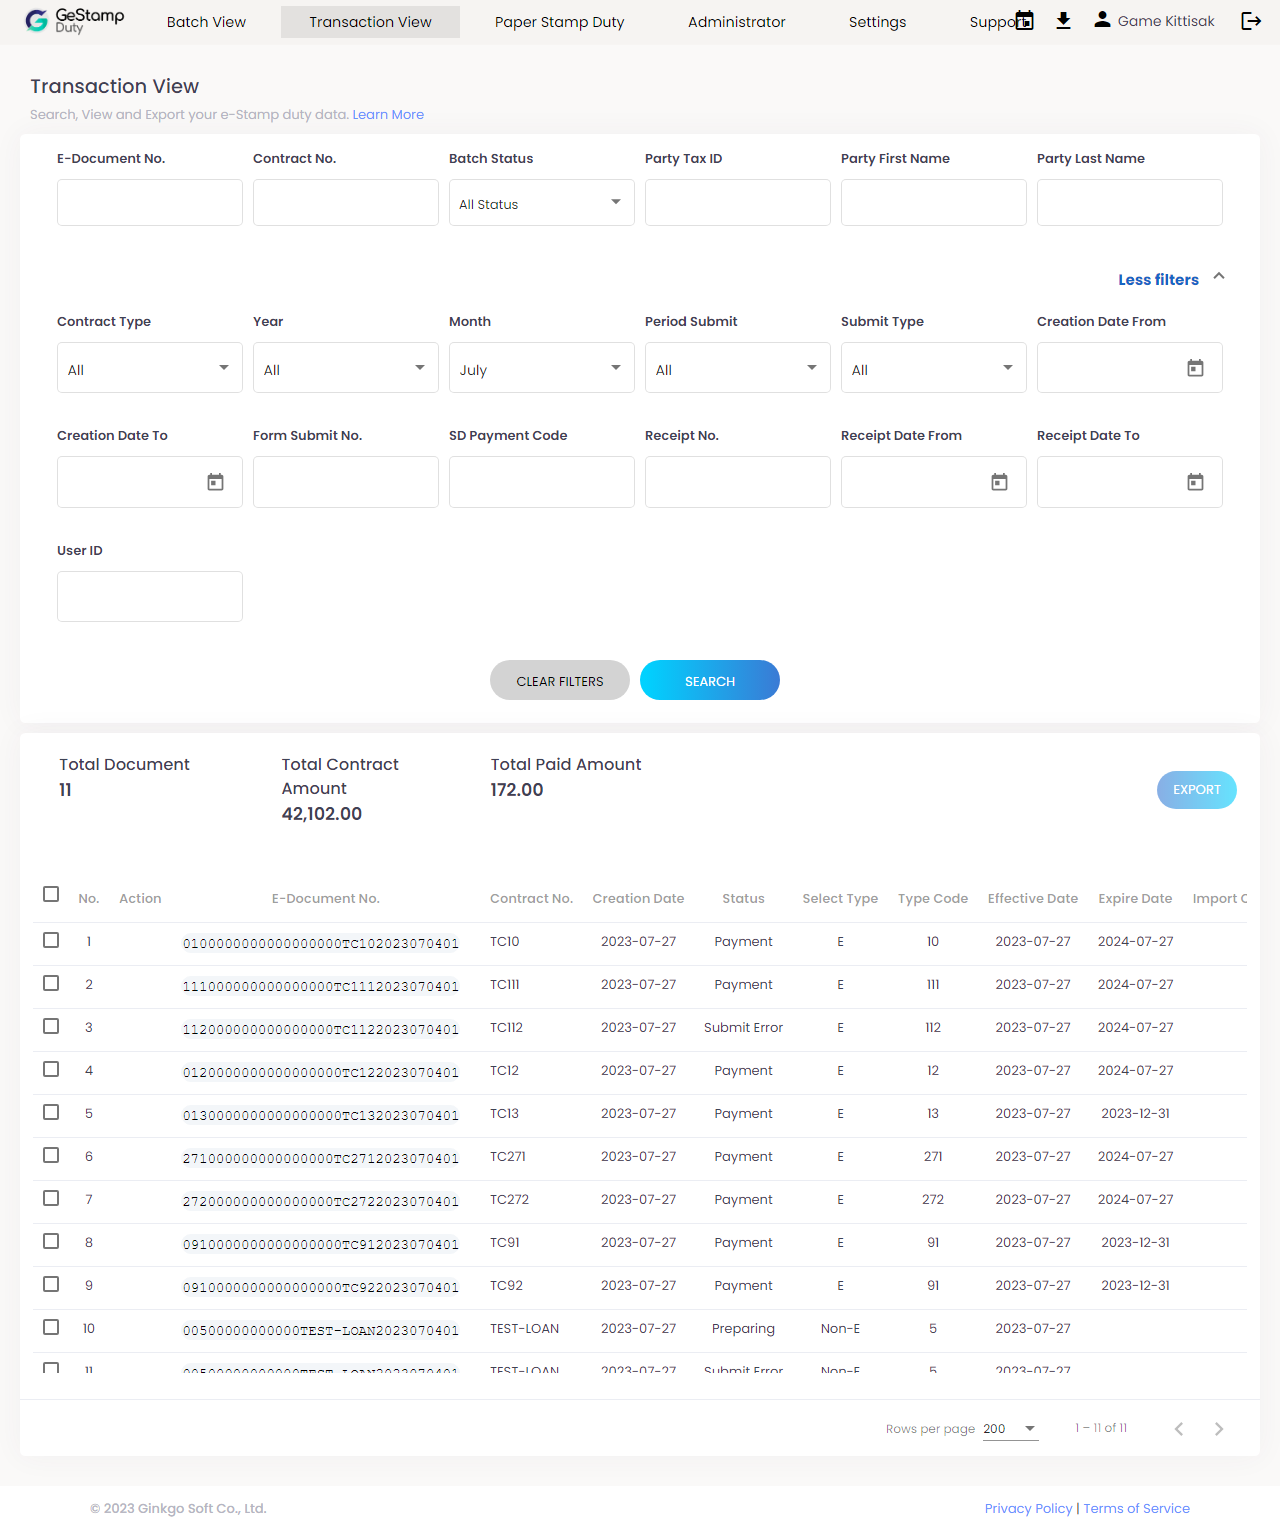 GeStamp
Duty
Batch View
Transaction View
Paper Stamp Duty
Administrator
Settings
Support
Game Kittisak
Transaction View
Search, View and Export your e-Stamp duty data. Learn More
E-Document No. Contract No. Batch Status Party Tax ID Party First Name Party Last Name
All Status
Less filters
Contract Type Year Month Period Submit Submit Type Creation Date From
All All July All All
Creation Date To Form Submit No. SD Payment Code Receipt No. Receipt Date From Receipt Date To
User ID
CLEAR FILTERS SEARCH
Total Document
11
Total Contract
Amount
42,102.00
Total Paid Amount
172.00
EXPORT
No. Action E-Document No. Contract No. Creation Date Status Select Type Type Code Effective Date Expire Date Import C
1 0100000000000000000TC102023070401 TC10 2023-07-27 Payment E 10 2023-07-27 2024-07-27
2 111000000000000000TC1112023070401 TC111 2023-07-27 Payment E 111 2023-07-27 2024-07-27
3 112000000000000000TC1122023070401 TC112 2023-07-27 Submit Error E 112 2023-07-27 2024-07-27
4 0120000000000000000TC122023070401 TC12 2023-07-27 Payment E 12 2023-07-27 2024-07-27
5 0130000000000000000TC132023070401 TC13 2023-07-27 Payment E 13 2023-07-27 2023-12-31
6 271000000000000000TC2712023070401 TC271 2023-07-27 Payment E 271 2023-07-27 2024-07-27
7 272000000000000000TC2722023070401 TC272 2023-07-27 Payment E 272 2023-07-27 2024-07-27
8 0910000000000000000TC912023070401 TC91 2023-07-27 Payment E 91 2023-07-27 2023-12-31
9 0910000000000000000TC922023070401 TC92 2023-07-27 Payment E 91 2023-07-27 2023-12-31
10 00500000000000TEST-LOAN2023070401 TEST-LOAN 2023-07-27 Preparing Non-E 5 2023-07-27
11 0050000000000TEST-LOAN2023070401 TEST-LOAN 2023-07-27 Submit Error Non-E 5 2023-07-27
Rows per page 200 1 – 11 of 11
© 2023 Ginkgo Soft Co., Ltd.
Privacy Policy | Terms of Service